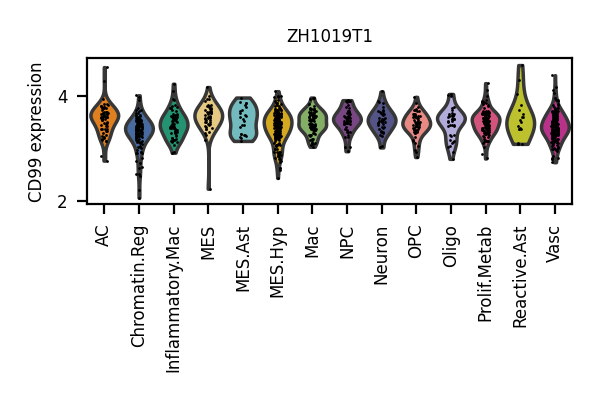 ZH1019T1
CD99 expression
4
2
AC
Chromatin.Reg
Inflammatory.Mac
MES
MES.Ast
MES.Hyp
Mac
NPC
Neuron
OPC
Oligo
Prolif.Metab
Reactive.Ast
Vasc